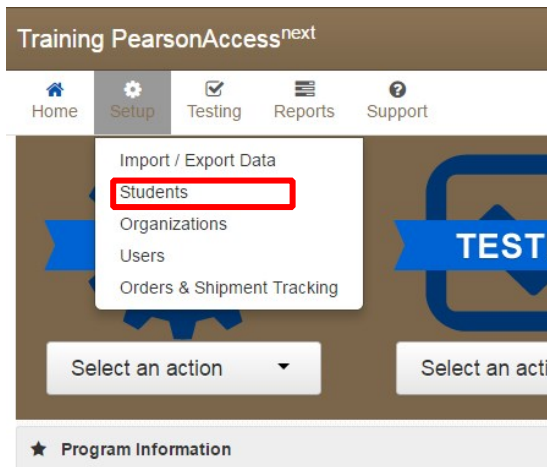 Training PearsonAccessnext
Home Setup Testing Reports Support
Import / Export Data
Students
Organizations
Users
Orders & Shipment Tracking
TEST
Select an action
Select an acti
Program Information